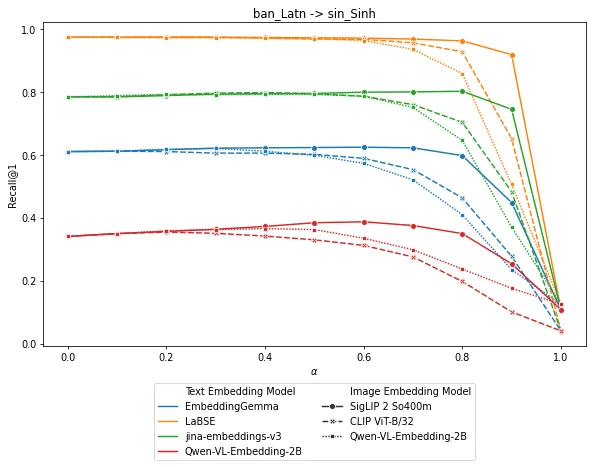 ban_Latn -> sin_Sinh
1.0
0.8
0.6
0.4
0.2
0.0
Recall@1
0.0 0.2 0.4 0.6 0.8 1.0
α
Text Embedding Model
EmbeddingGemma
LaBSE
jina-embeddings-v3
Qwen-VL-Embedding-2B
Image Embedding Model
SigLIP 2 So400m
CLIP ViT-B/32
Qwen-VL-Embedding-2B